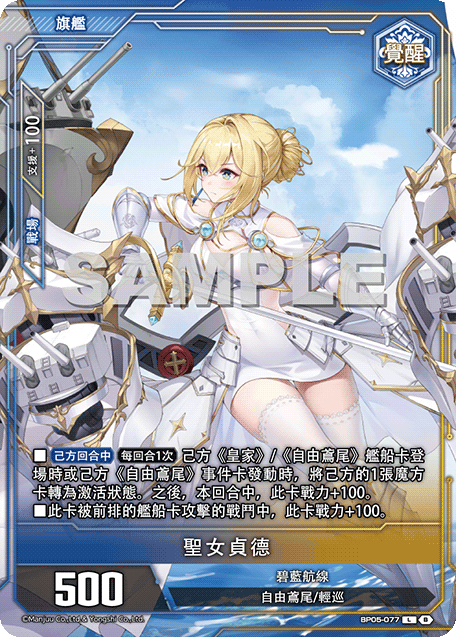 旗艦
覺醒
支援+100
戰場
SAMPLE
■ 己方回合中 每回合1次 己方《皇家》/《自由鳶尾》艦船卡登
場時或己方《自由鳶尾》事件卡發動時，將己方的1張魔方
卡轉為激活狀態。之後，本回合中，此卡戰力+100。
■此卡被前排的艦船卡攻擊的戰鬥中，此卡戰力+100。
聖女貞德
500
碧藍航線
自由鳶尾/輕巡
©Manjuu Co.,Ltd & Yongshi Co.,Ltd.
BP05-077 L